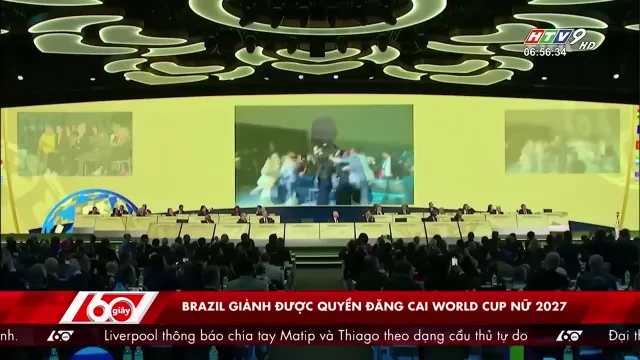 HTV9 HD
06:56:34
60 giây
BRAZIL GIÀNH ĐƯỢC QUYỀN ĐĂNG CAI WORLD CUP NỮ 2027
nh. 60 Liverpool thông báo chia tay Matip và Thiago theo dạng cầu thủ tự do 60 Đại t